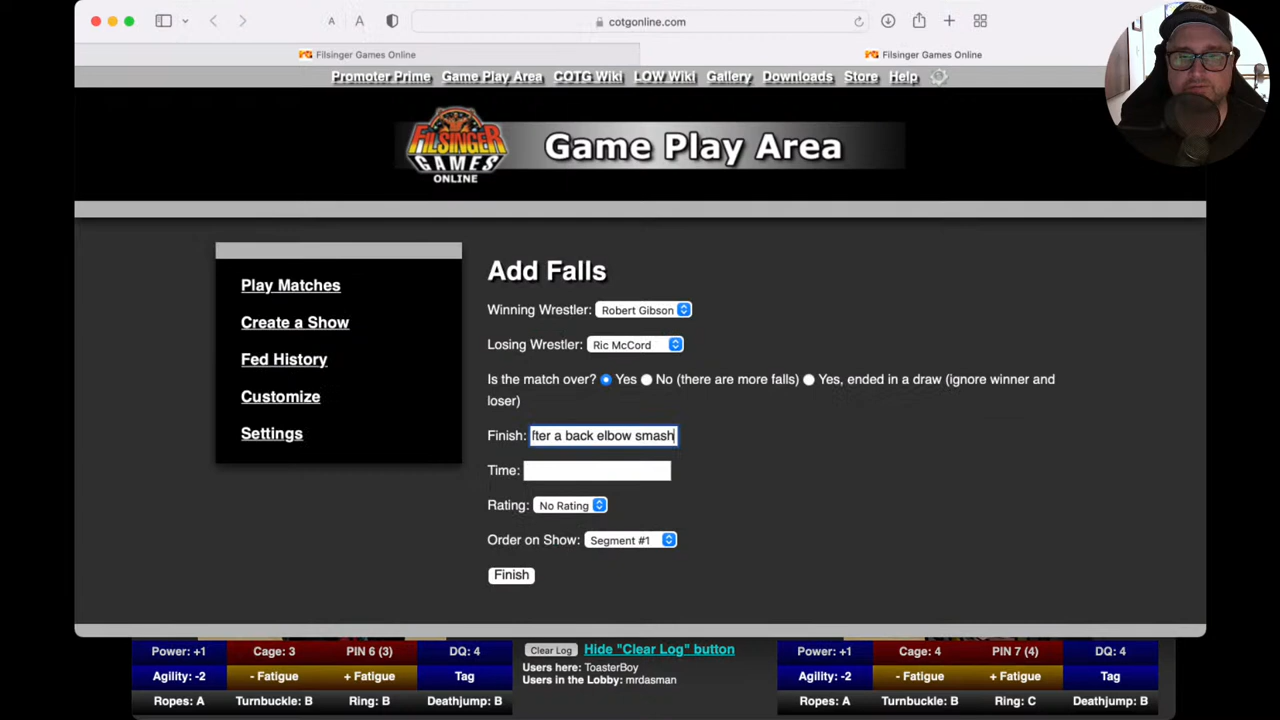 cotgonline.com
Filsinger Games Online
Filsinger Games Online
Promoter Prime Game Play Area COTG Wiki LOW Wiki Gallery Downloads Store Help
FILSINGER GAMES ONLINE
Game Play Area
Play Matches
Create a Show
Fed History
Customize
Settings
Add Falls
Winning Wrestler: Robert Gibson
Losing Wrestler: Ric McCord
Is the match over? Yes No (there are more falls) Yes, ended in a draw (ignore winner and
loser)
Finish: fter a back elbow smash
Time:
Rating: No Rating
Order on Show: Segment #1
Finish
Power: +1 Cage: 3 PIN 6 (3) DQ: 4
Agility: -2 - Fatigue + Fatigue Tag
Ropes: A Turnbuckle: B Ring: B Deathjump: B
Clear Log Hide "Clear Log" button
Users here: ToasterBoy
Users in the Lobby: mrdasman
Power: +1 Cage: 4 PIN 7 (4) DQ: 4
Agility: -2 - Fatigue + Fatigue Tag
Ropes: A Turnbuckle: B Ring: C Deathjump: B